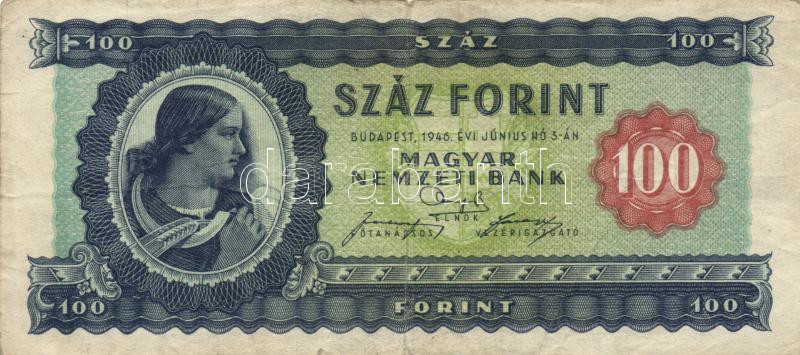 100 SZÁZ 100
SZÁZ FORINT
BUDAPEST, 1946. ÉVI JÚNIUS HÓ 3-ÁN
MAGYAR
NEMZETI BANK
100
darabanth
ELNÖK
FŐTANÁCSOS VEZÉRIGAZGATÓ
100 FORINT 100